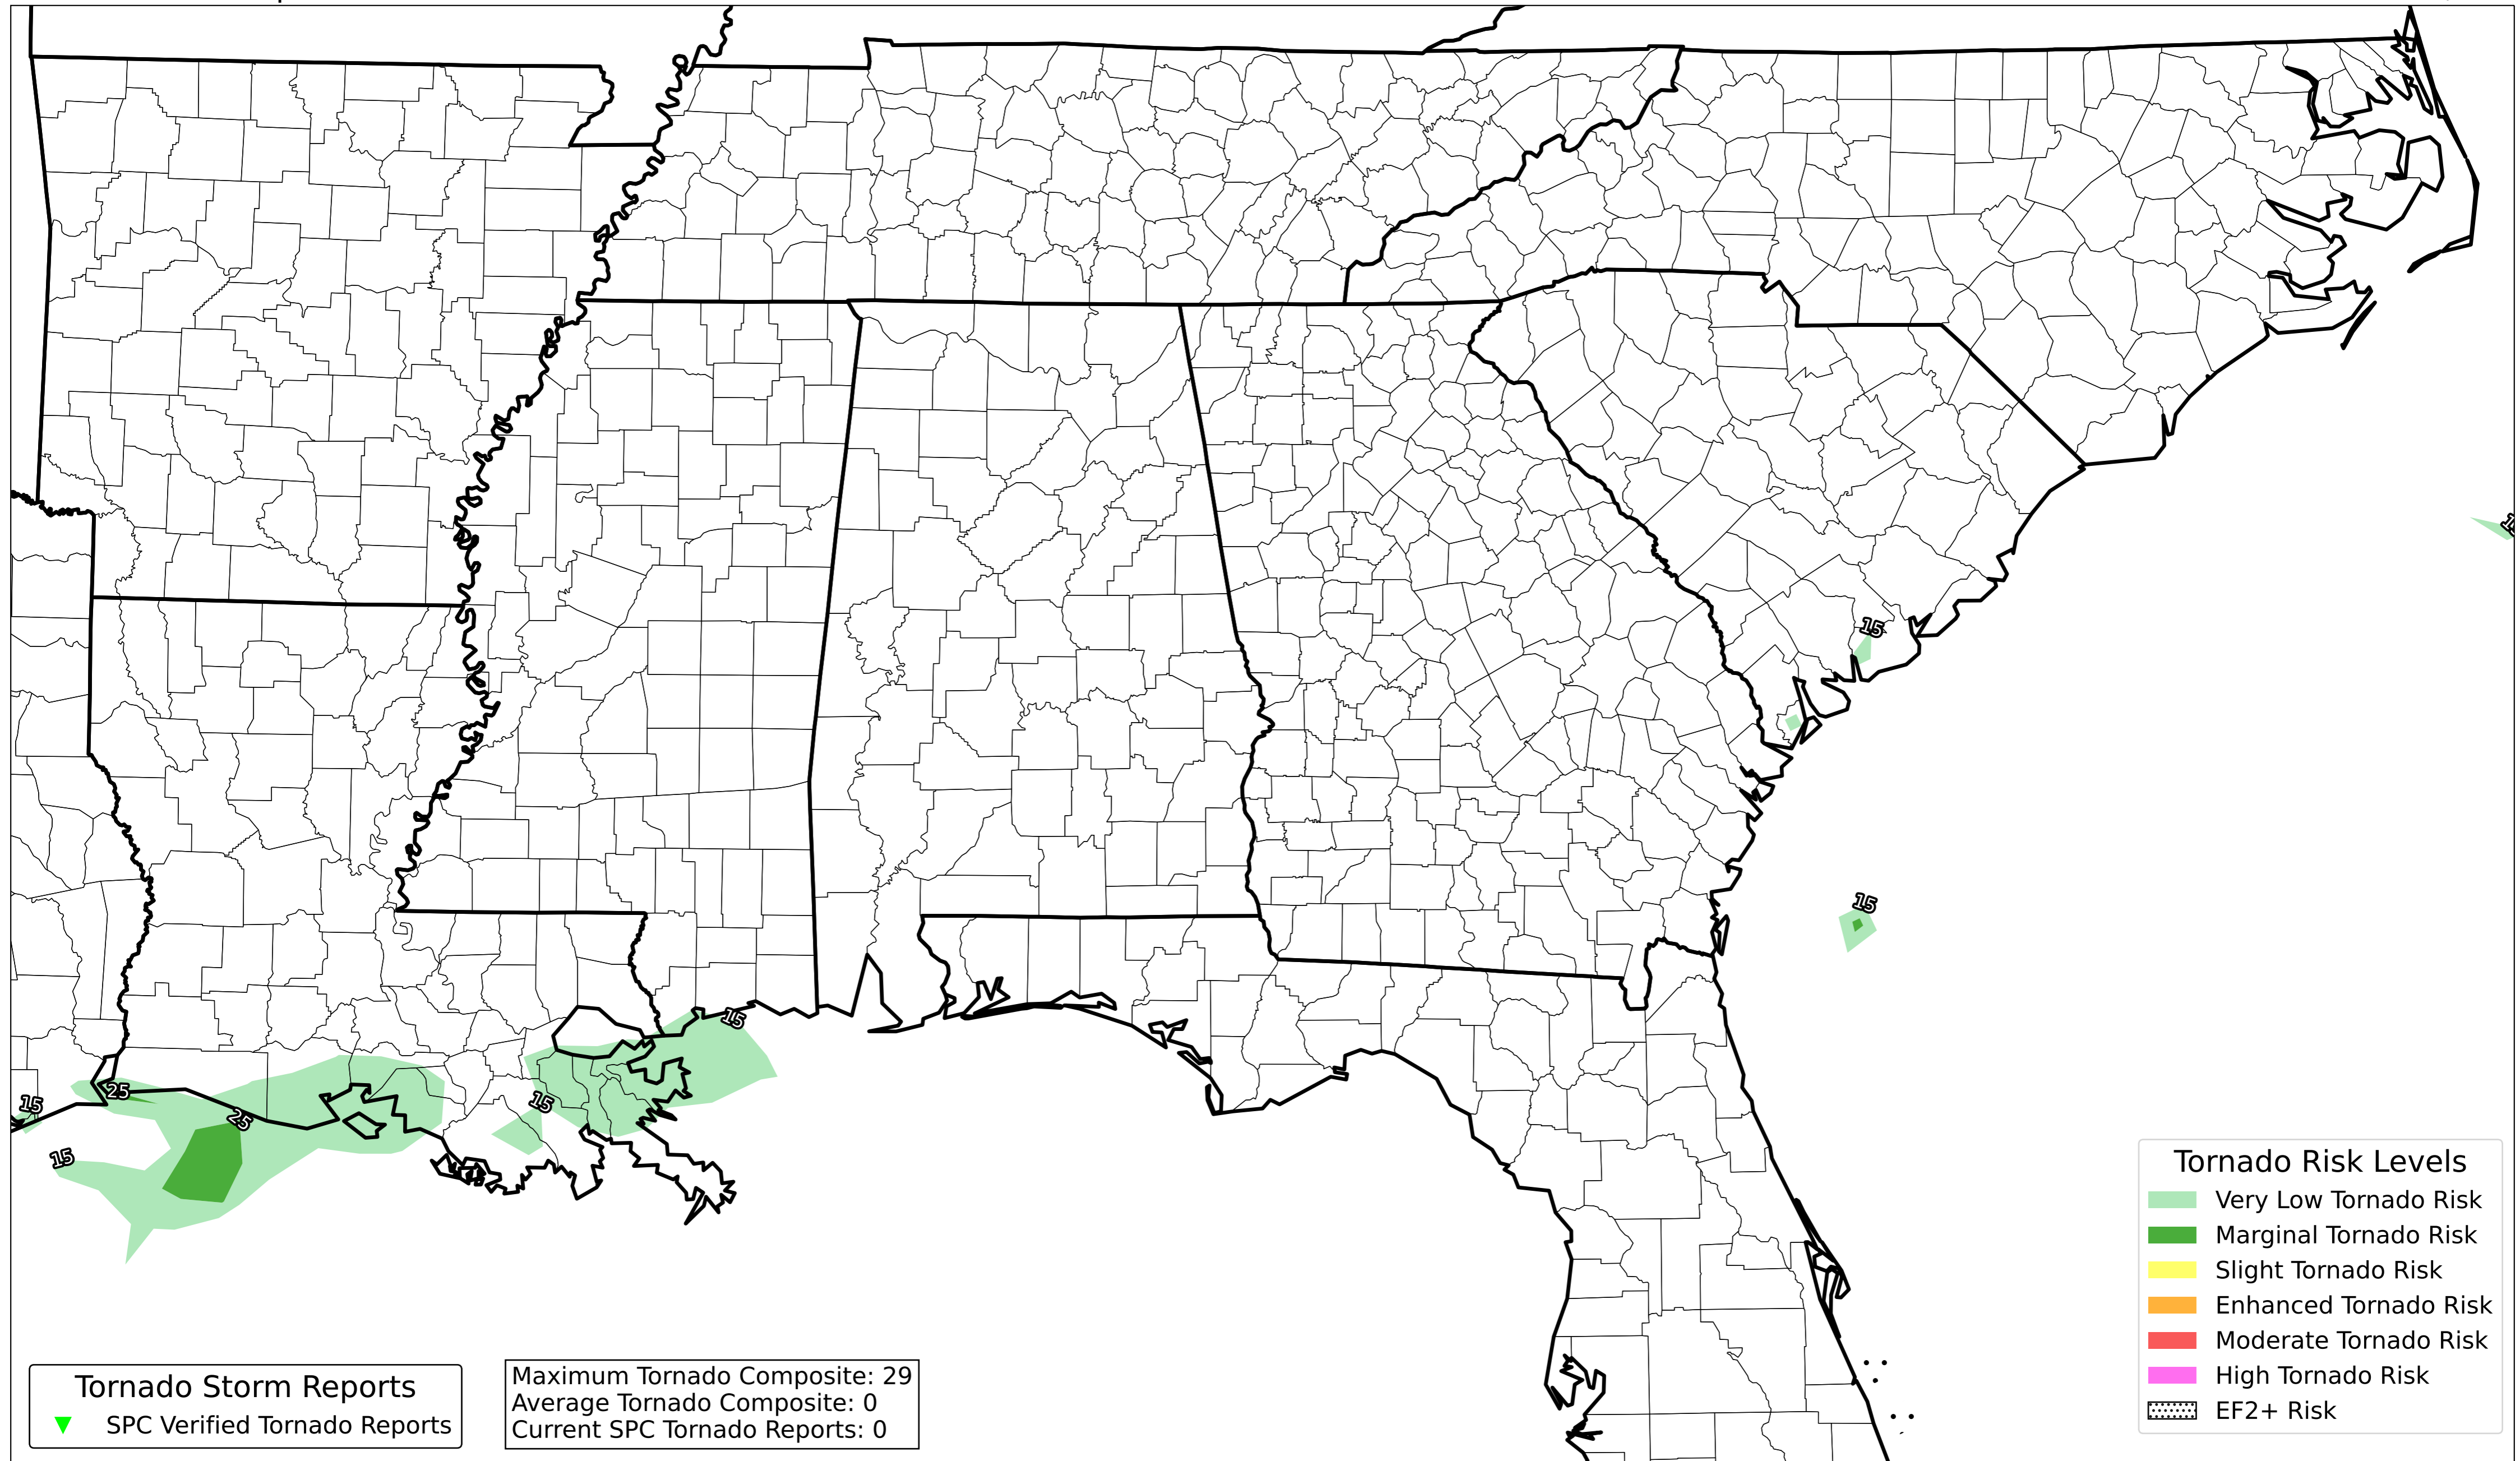 15
15
15
15
25
25
15
15
15
Tornado Risk Levels
Very Low Tornado Risk
Marginal Tornado Risk
Slight Tornado Risk
Enhanced Tornado Risk
Moderate Tornado Risk
High Tornado Risk
EF2+ Risk
Tornado Storm Reports
SPC Verified Tornado Reports
Maximum Tornado Composite: 29
Average Tornado Composite: 0
Current SPC Tornado Reports: 0